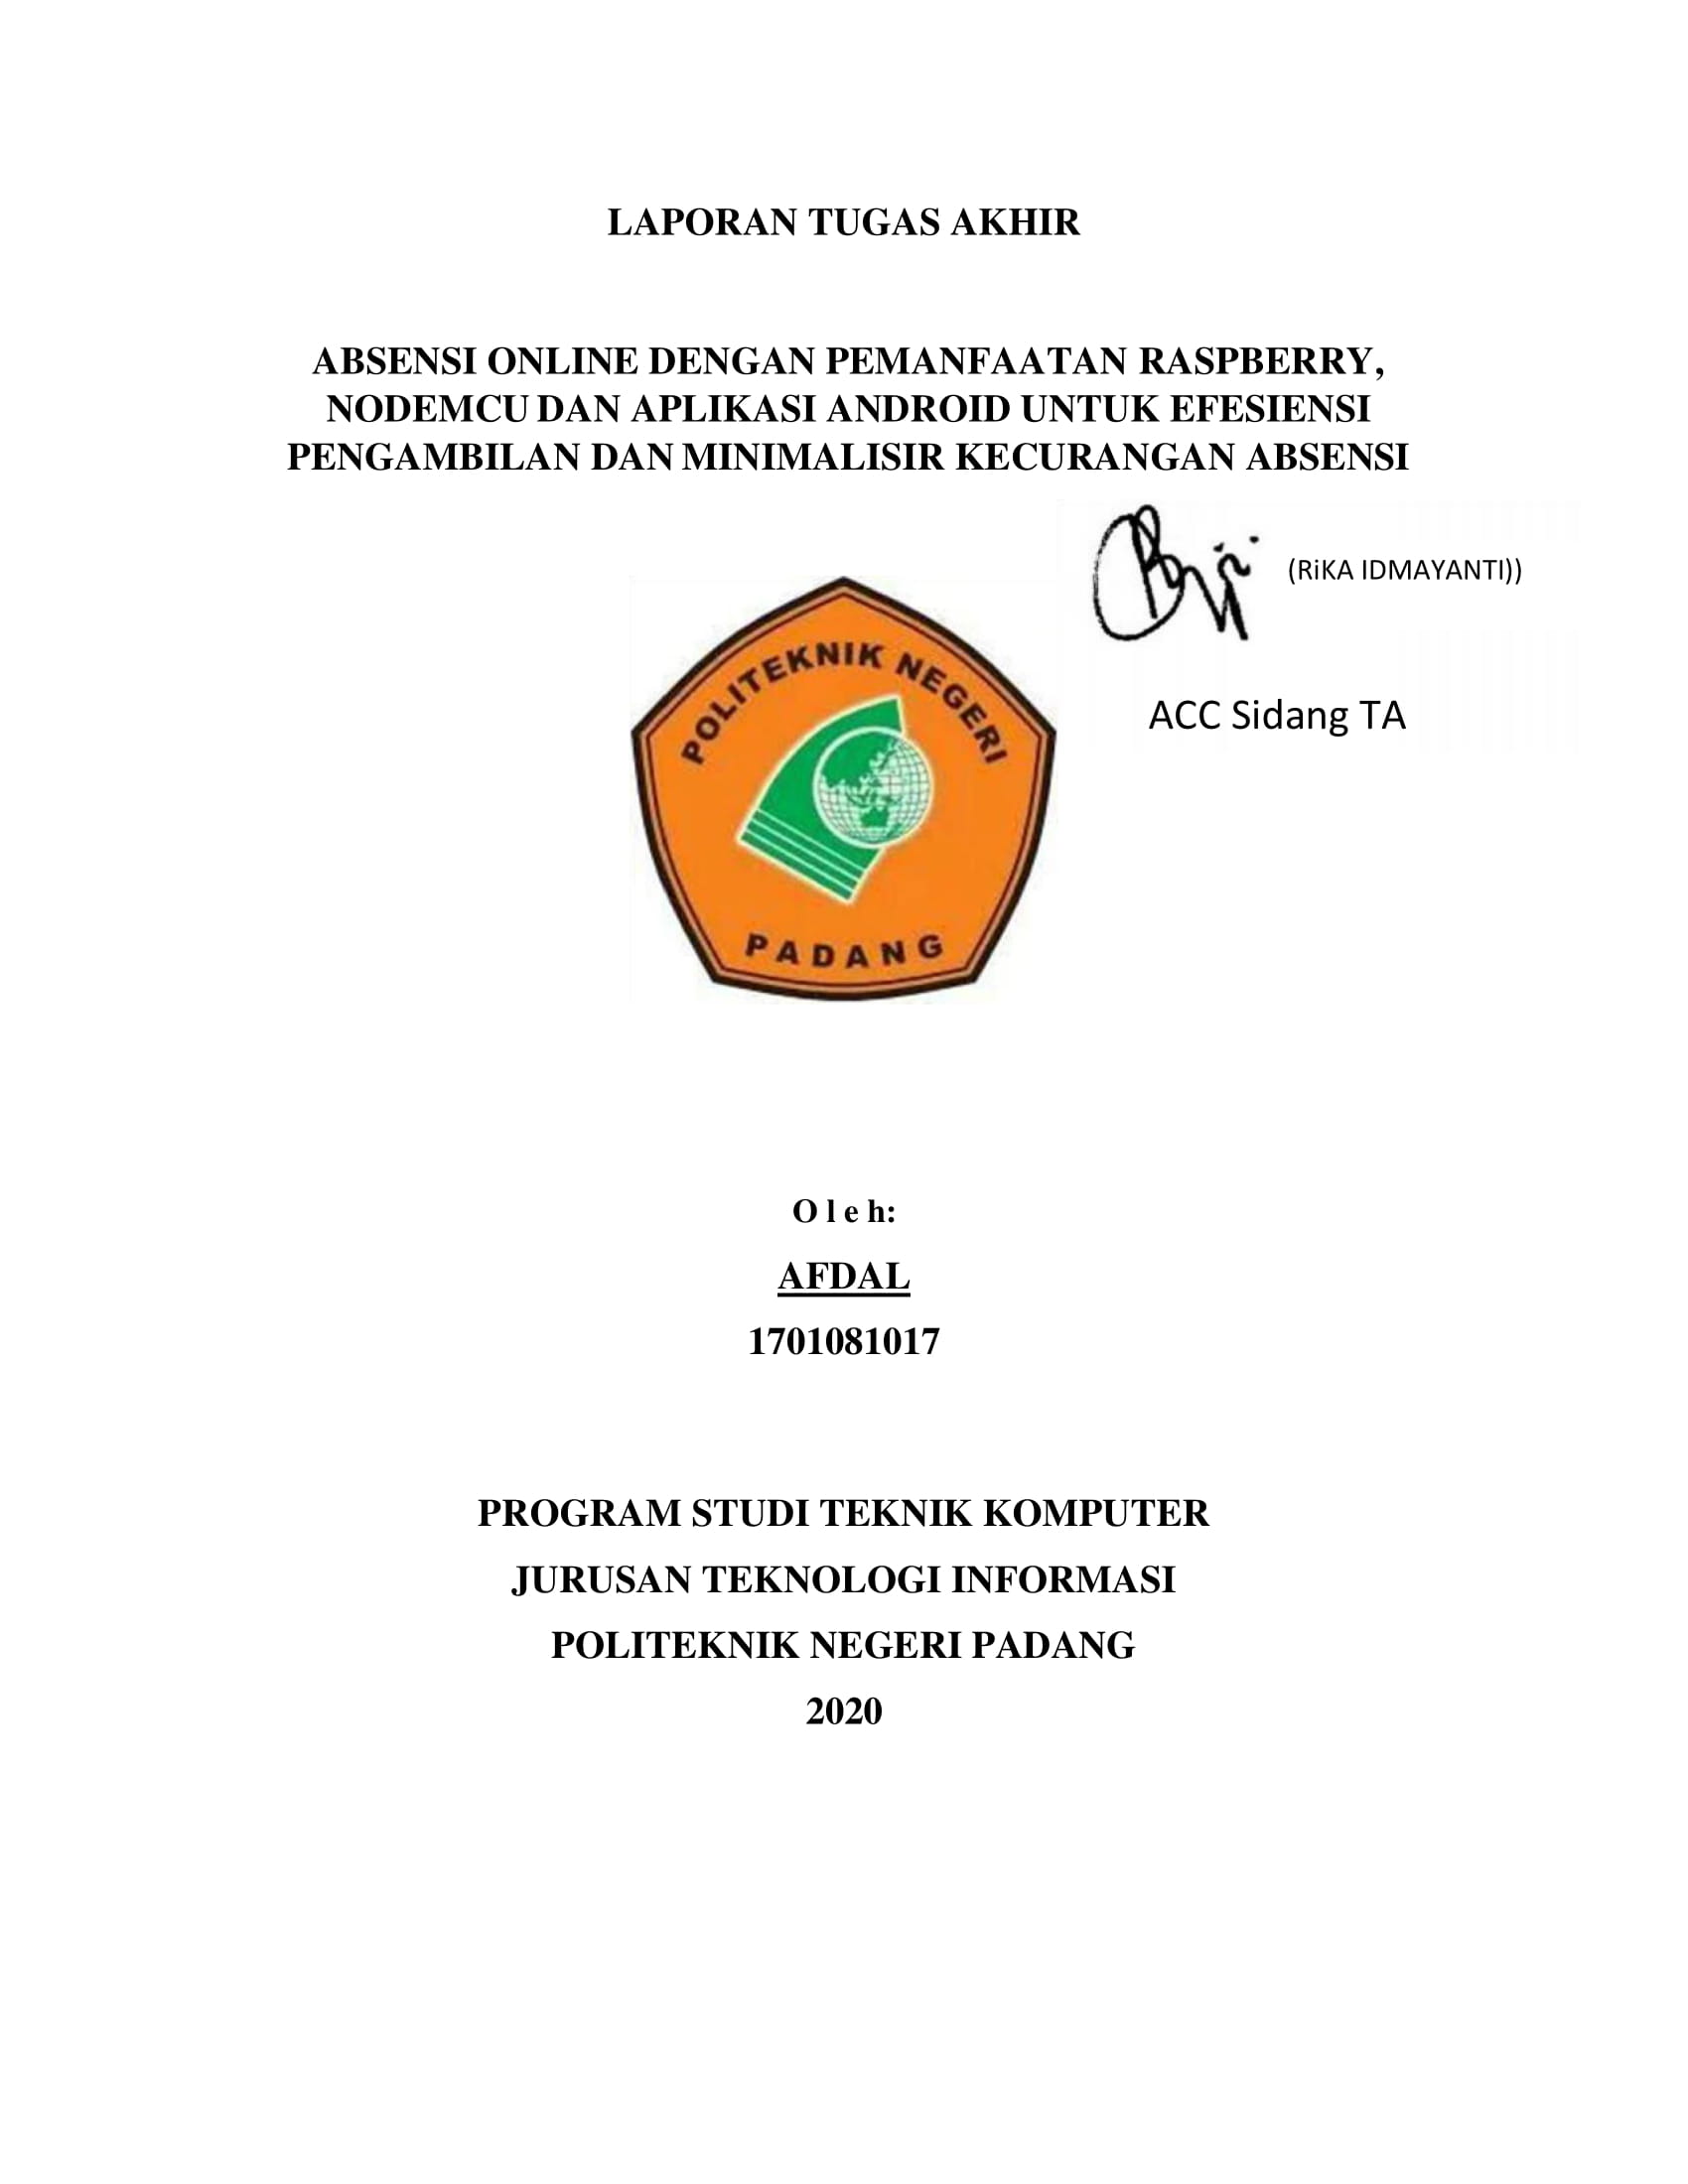 LAPORAN TUGAS AKHIR
ABSENSI ONLINE DENGAN PEMANFAATAN RASPBERRY,
NODEMCU DAN APLIKASI ANDROID UNTUK EFESIENSI
PENGAMBILAN DAN MINIMALISIR KECURANGAN ABSENSI
(RiKA IDMAYANTI))
ACC Sidang TA
POLITEKNIK NEGERI
PADANG
O l e h:
AFDAL
1701081017
PROGRAM STUDI TEKNIK KOMPUTER
JURUSAN TEKNOLOGI INFORMASI
POLITEKNIK NEGERI PADANG
2020